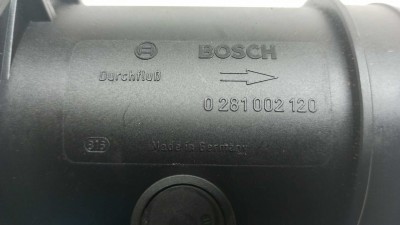 BOSCH
Durchfluß
0 281 002 120
Made in Germany